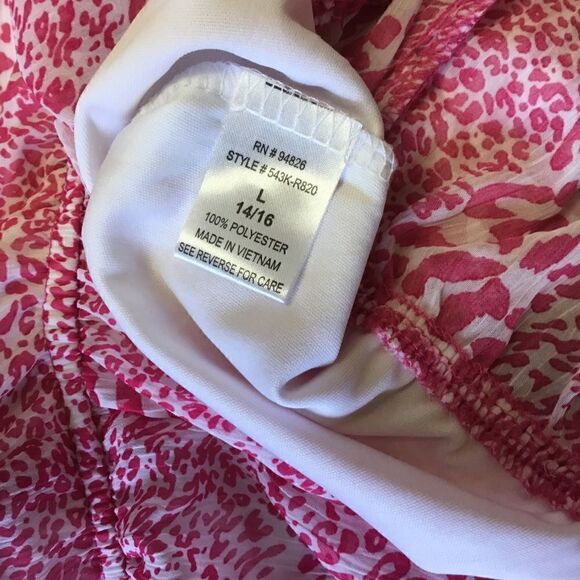 RN # 94826
STYLE # 543K-R820
L
14/16
100% POLYESTER
MADE IN VIETNAM
SEE REVERSE FOR CARE